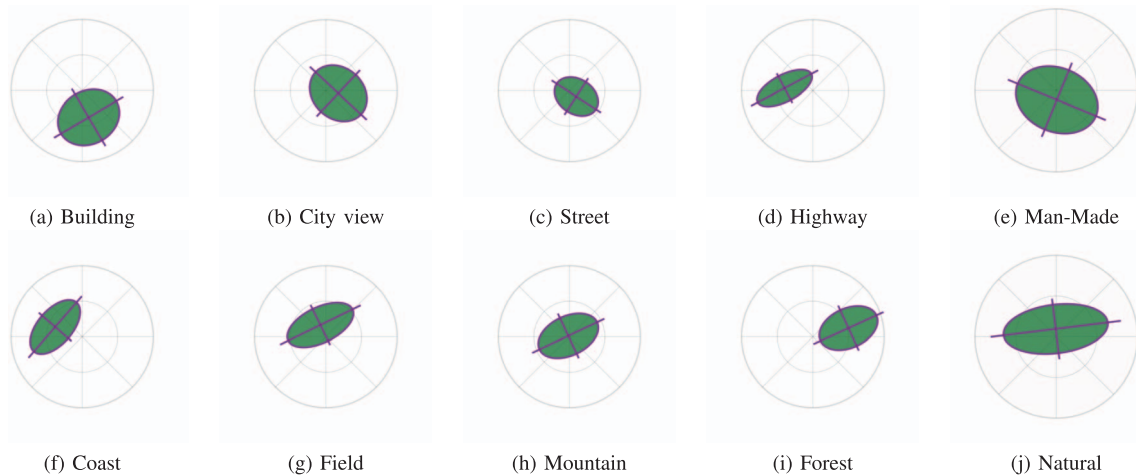 (a) Building
(b) City view
(c) Street
(d) Highway
(e) Man-Made
(f) Coast
(g) Field
(h) Mountain
(i) Forest
(j) Natural